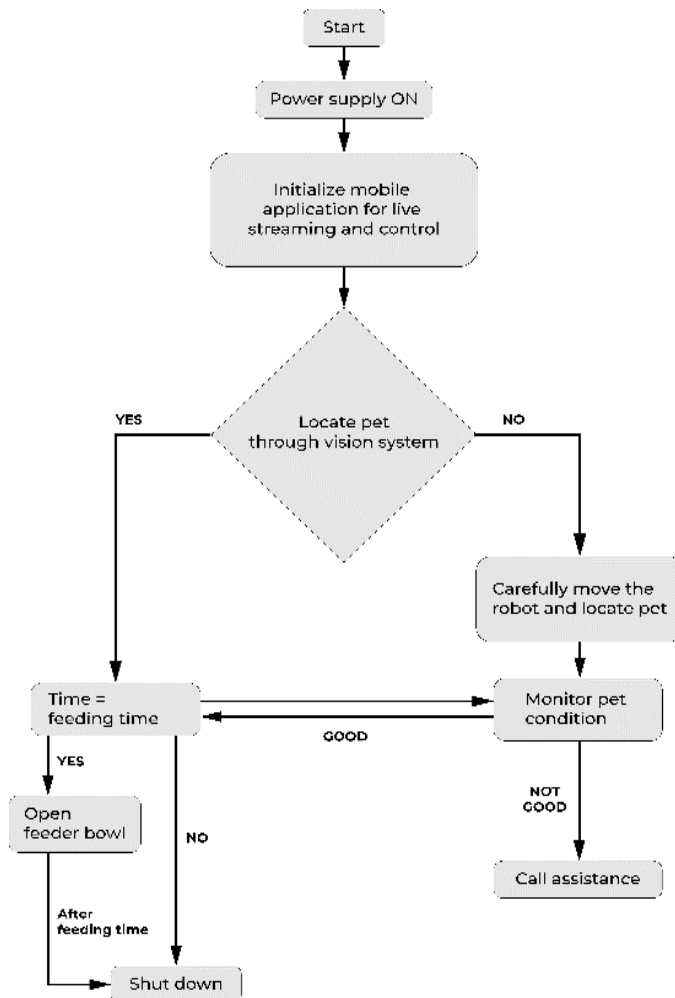 Start
Power supply ON
Initialize mobile
application for live
streaming and control
YES
Locate pet
through vision system
NO
Carefully move the
robot and locate pet
Time =
feeding time
Monitor pet
condition
GOOD
YES
Open
feeder bowl
NO
NOT
GOOD
Call assistance
After
feeding time
Shut down